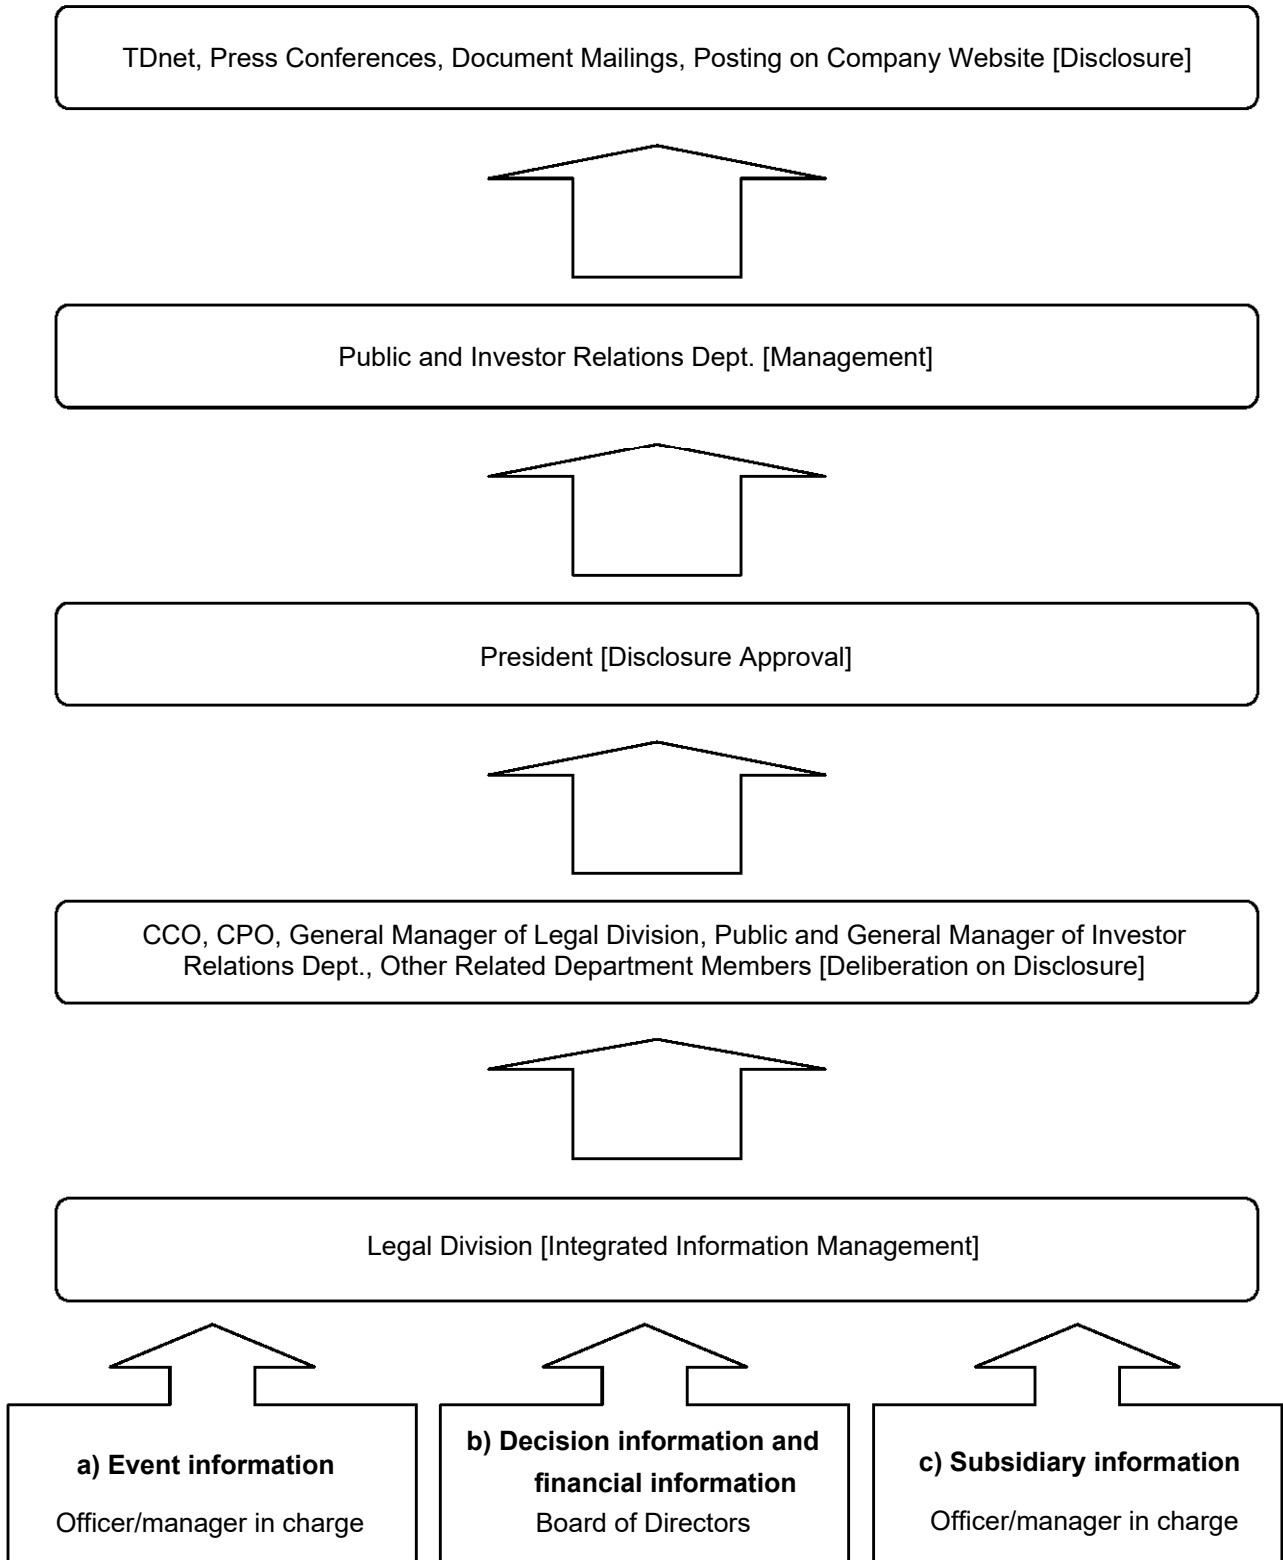 TDnet, Press Conferences, Document Mailings, Posting on Company Website [Disclosure]
Public and Investor Relations Dept. [Management]
President [Disclosure Approval]
CCO, CPO, General Manager of Legal Division, Public and General Manager of Investor
Relations Dept., Other Related Department Members [Deliberation on Disclosure]
Legal Division [Integrated Information Management]
a) Event information
Officer/manager in charge
b) Decision information and
financial information
Board of Directors
c) Subsidiary information
Officer/manager in charge